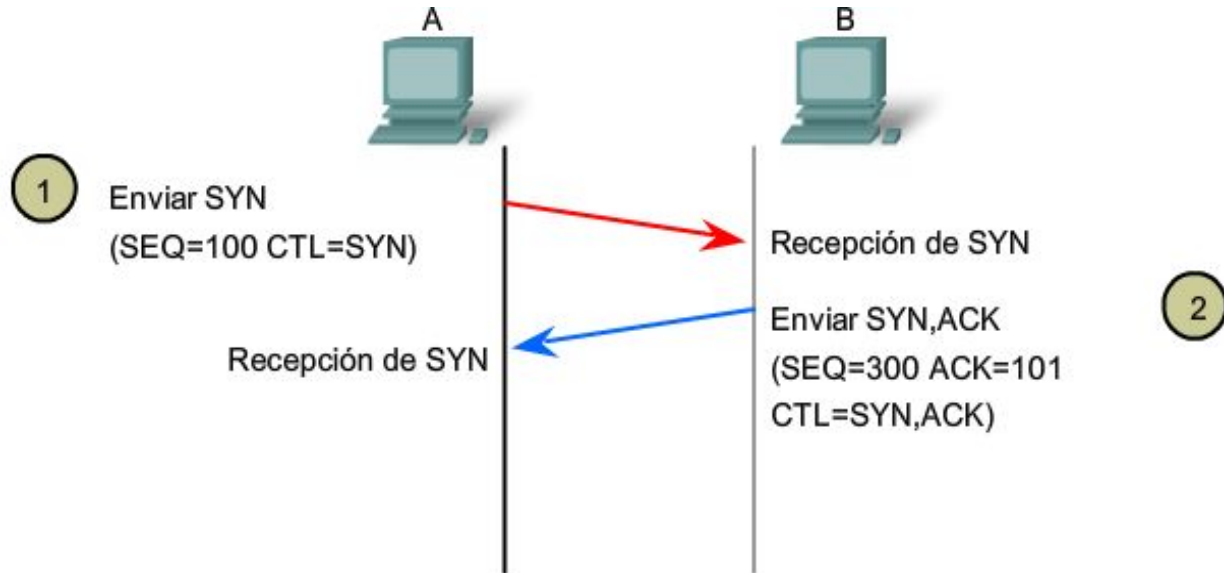 A
B
1
Enviar SYN
(SEQ=100 CTL=SYN)
Recepción de SYN
2
Enviar SYN,ACK
(SEQ=300 ACK=101
CTL=SYN,ACK)
Recepción de SYN